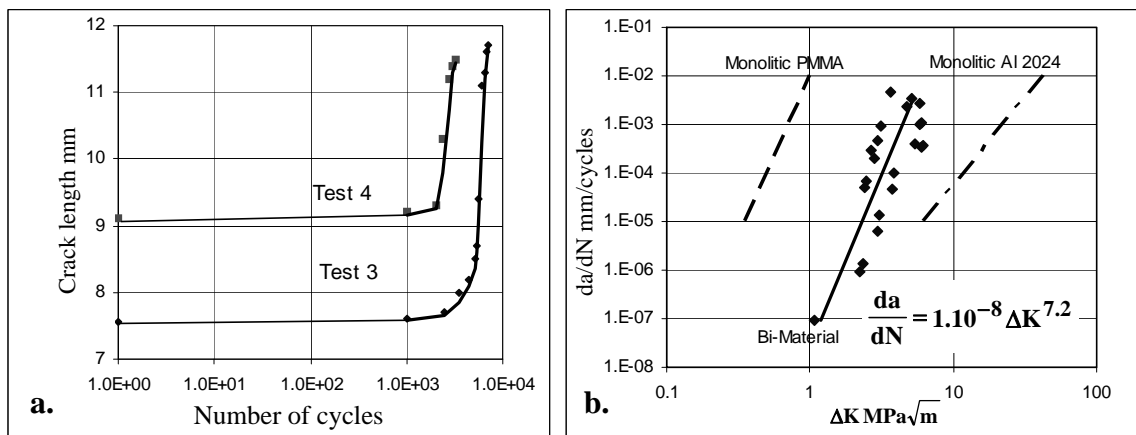 12
11
10
9
8
7
Crack length mm
Test 4
Test 3
1.0E+00 1.0E+01 1.0E+02 1.0E+03 1.0E+04
Number of cycles
a.
1.E-01
1.E-02
1.E-03
1.E-04
1.E-05
1.E-06
1.E-07
1.E-08
da/dN mm/cycles
Monolitic PMMA
Monolitic Al 2024
Bi-Material
da/dN = 1.10⁻⁸ ΔK⁷·²
0.1 1 10 100
ΔK MPa√m
b.